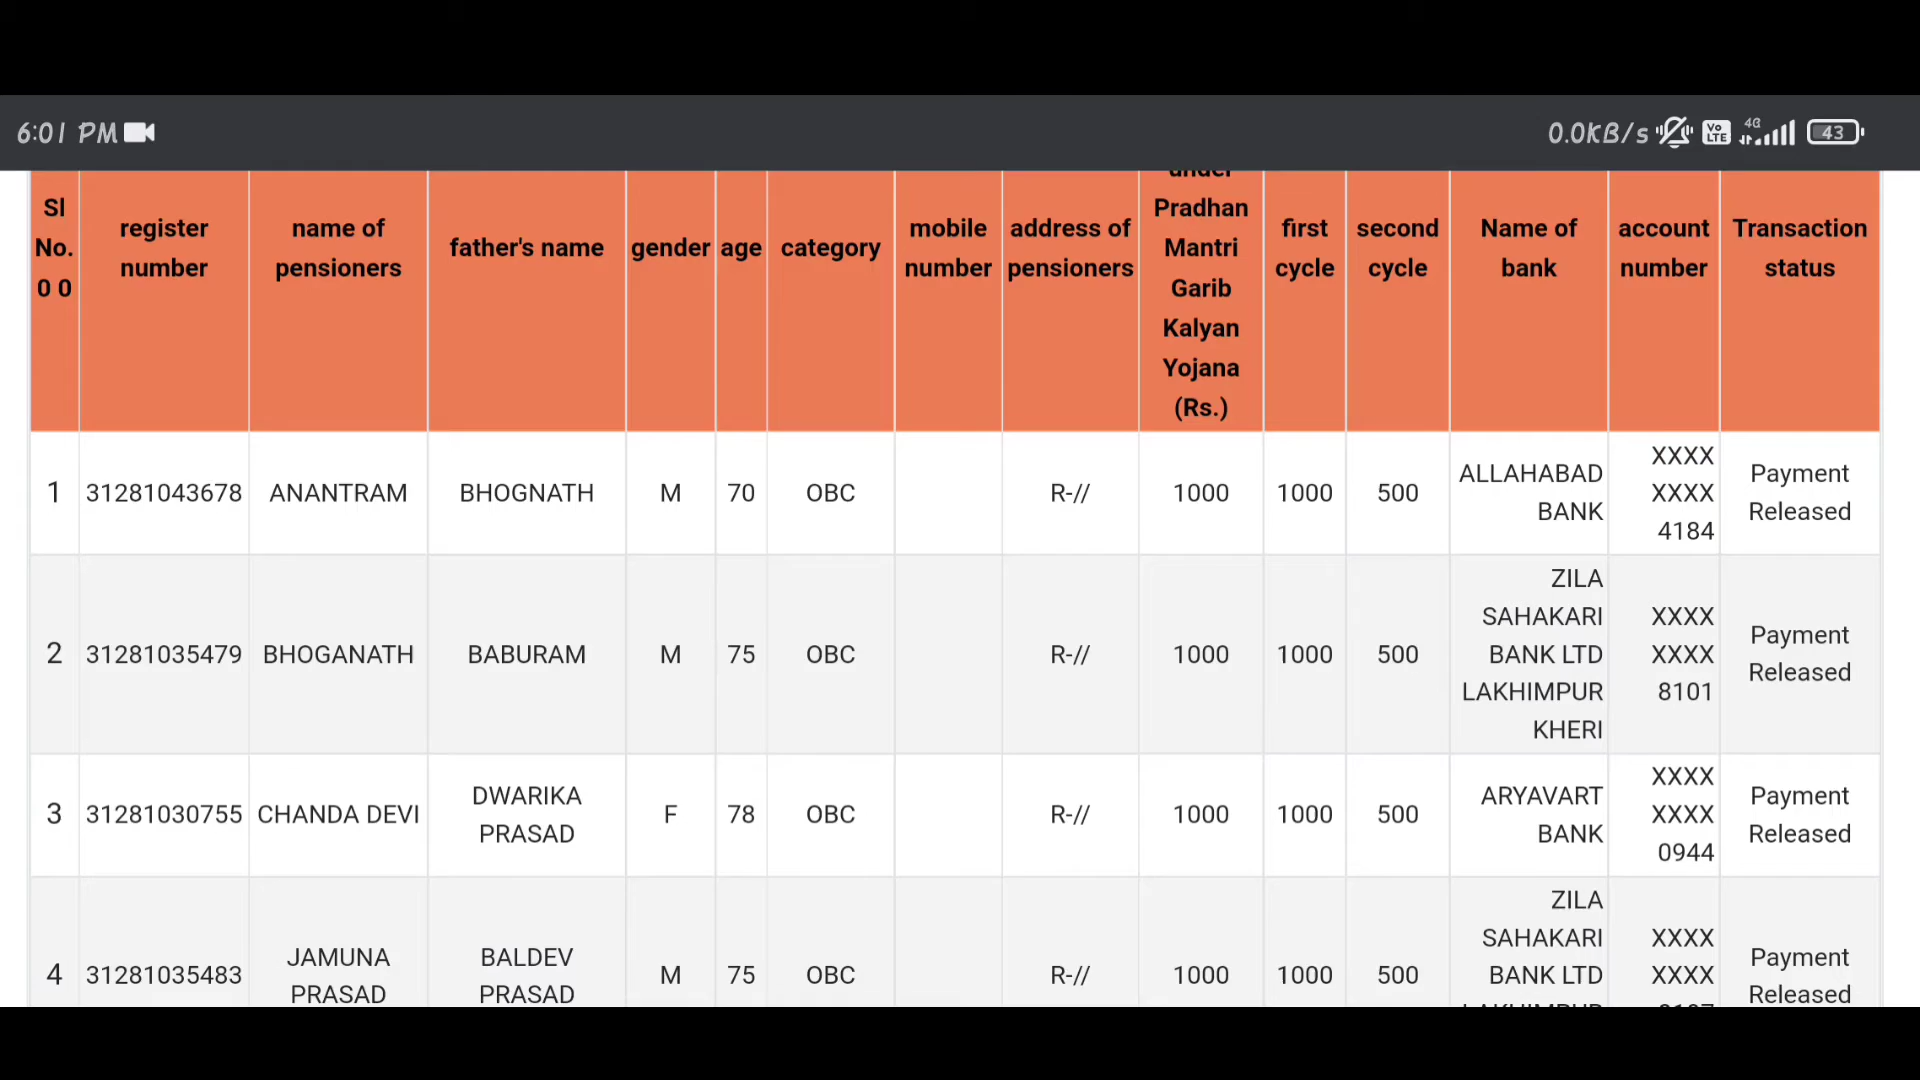 6:01 PM
0.0KB/s
Vo LTE
4G
43
Sl No. 0 0
register number
name of pensioners
father's name
gender
age
category
mobile number
address of pensioners
under Pradhan Mantri Garib Kalyan Yojana (Rs.)
first cycle
second cycle
Name of bank
account number
Transaction status
1
31281043678
ANANTRAM
BHOGNATH
M
70
OBC
R-//
1000
1000
500
ALLAHABAD BANK
XXXX XXXX 4184
Payment Released
2
31281035479
BHOGANATH
BABURAM
M
75
OBC
R-//
1000
1000
500
ZILA SAHAKARI BANK LTD LAKHIMPUR KHERI
XXXX XXXX 8101
Payment Released
3
31281030755
CHANDA DEVI
DWARIKA PRASAD
F
78
OBC
R-//
1000
1000
500
ARYAVART BANK
XXXX XXXX 0944
Payment Released
4
31281035483
JAMUNA PRASAD
BALDEV PRASAD
M
75
OBC
R-//
1000
1000
500
ZILA SAHAKARI BANK LTD LAKHIMPUR
XXXX XXXX
Payment Released